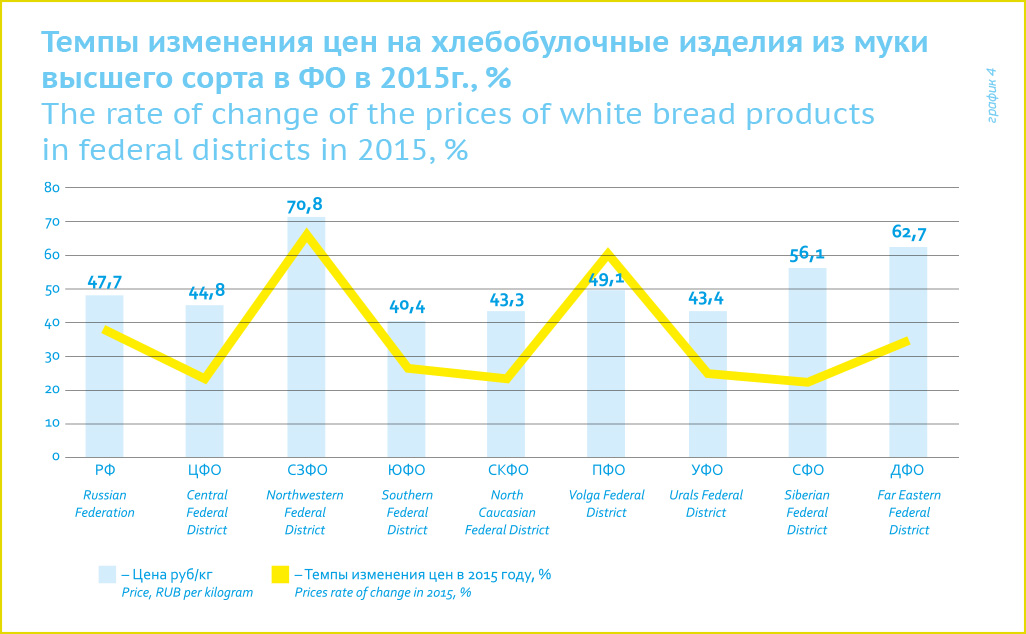 Темпы изменения цен на хлебобулочные изделия из муки
высшего сорта в ФО в 2015г., %
The rate of change of the prices of white bread products
in federal districts in 2015, %
график 4
80
70
60
50
40
30
20
10
0
47,7
44,8
70,8
40,4
43,3
49,1
43,4
56,1
62,7
РФ
Russian
Federation
ЦФО
Central
Federal
District
СЗФО
Northwestern
Federal
District
ЮФО
Southern
Federal
District
СКФО
North
Caucasian
Federal District
ПФО
Volga Federal
District
УФО
Urals Federal
District
СФО
Siberian
Federal
District
ДФО
Far Eastern
Federal
District
– Цена руб/кг
Price, RUB per kilogram
– Темпы изменения цен в 2015 году, %
Prices rate of change in 2015, %